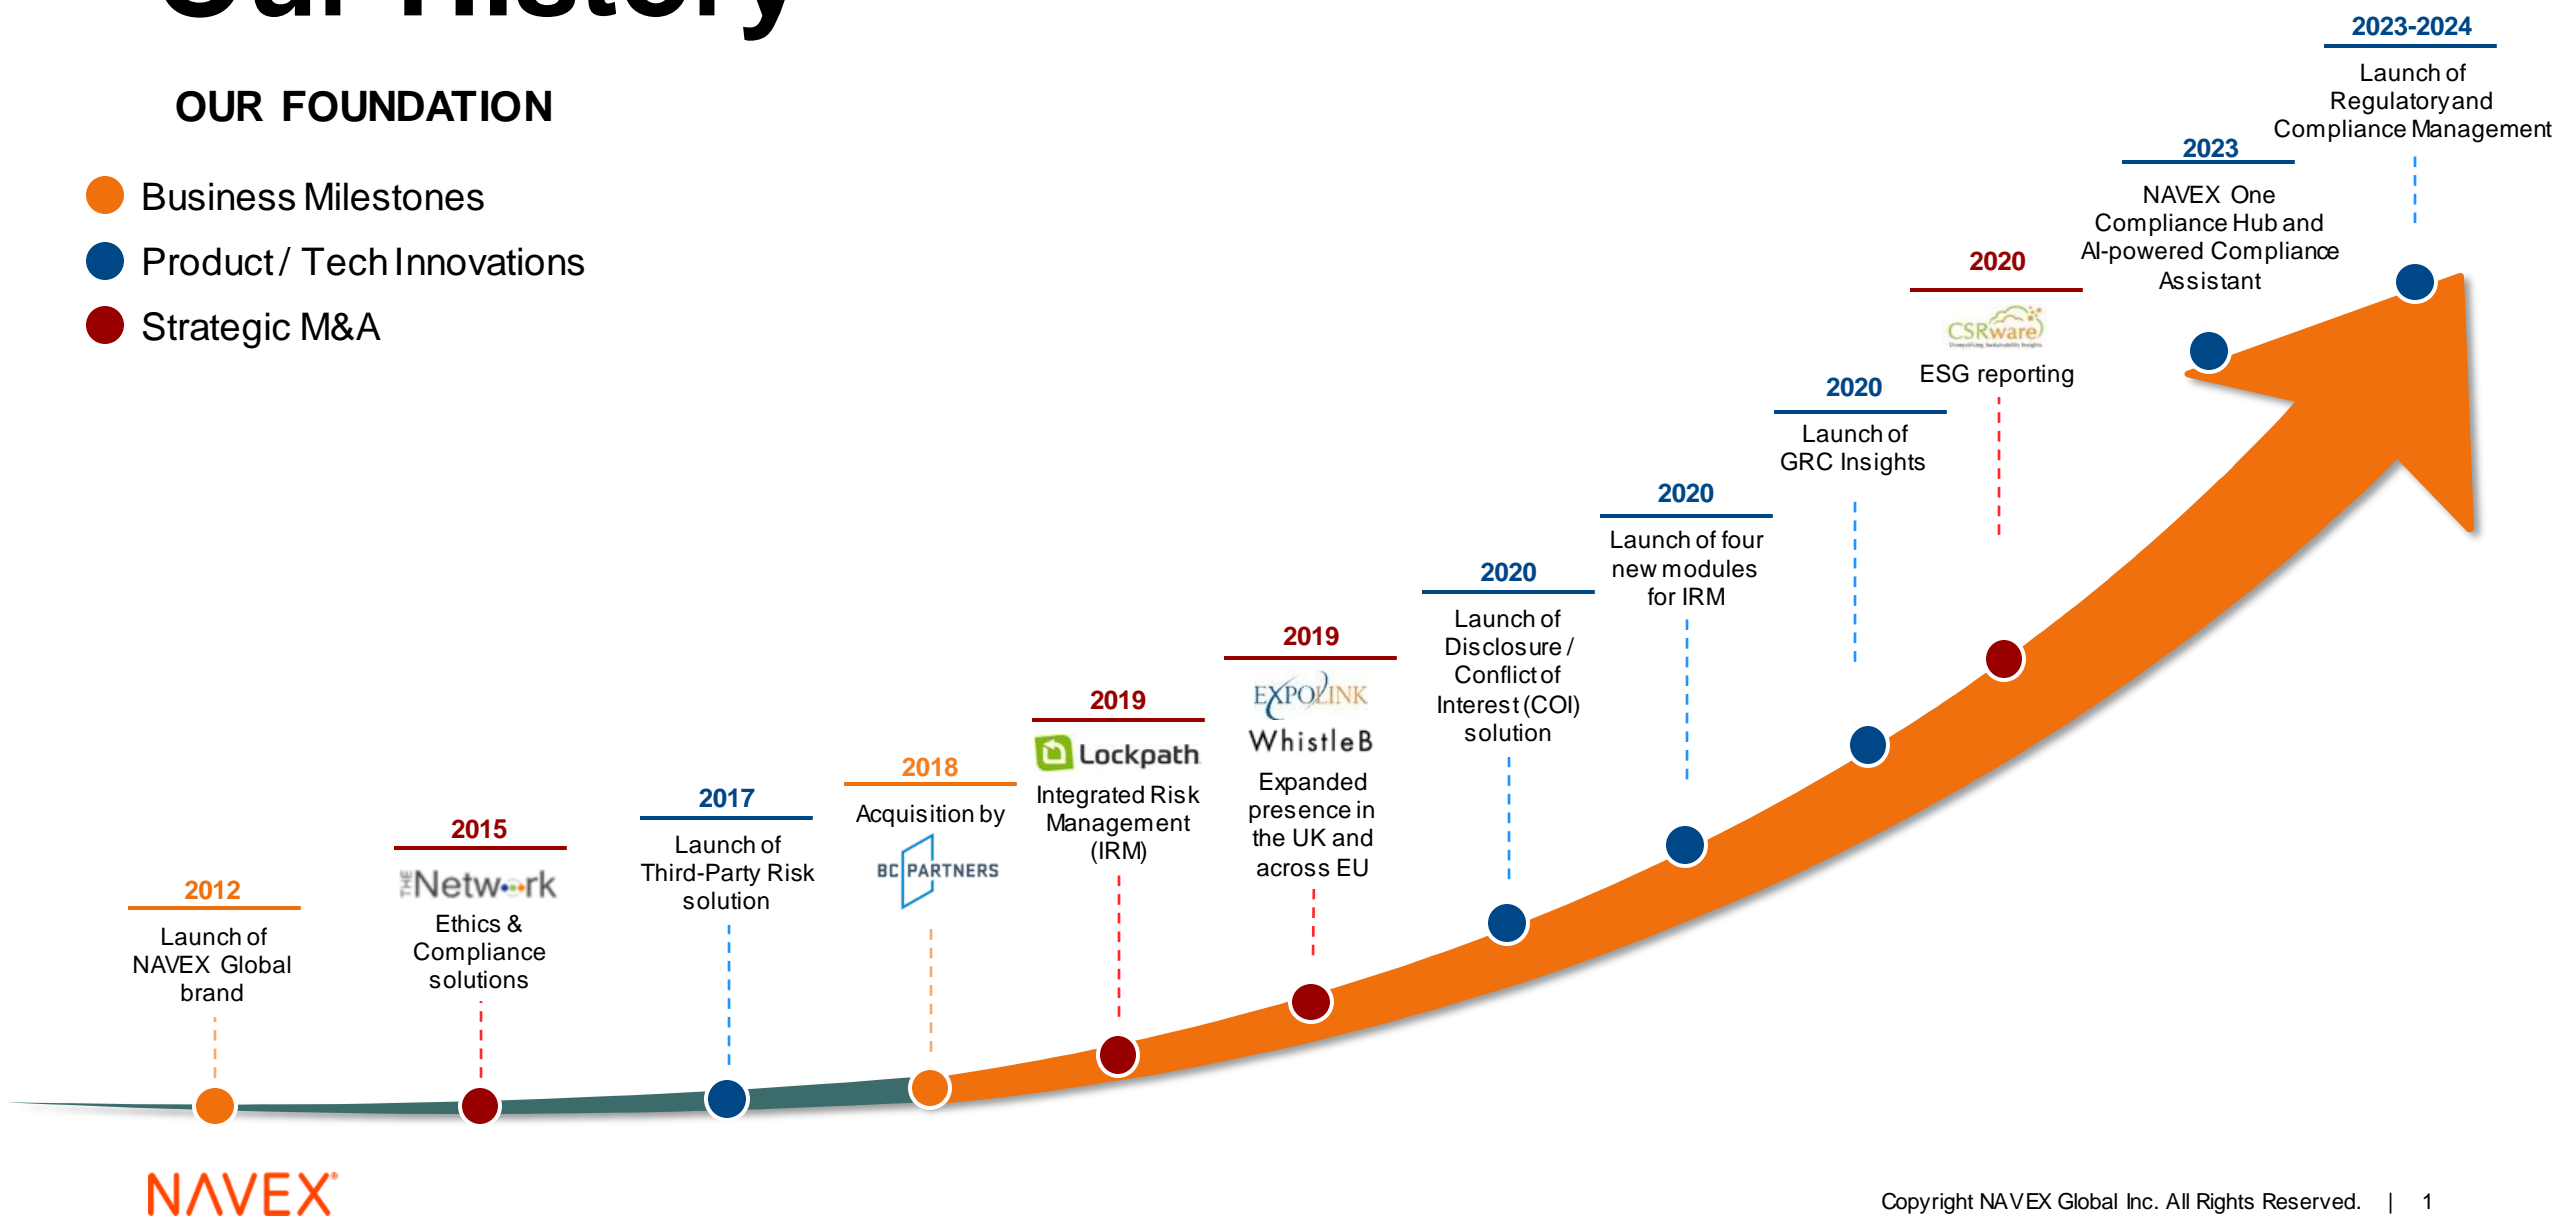 Our History
OUR FOUNDATION
Business Milestones
Product / Tech Innovations
Strategic M&A
2012
Launch of
NAVEX Global
brand
2015
THE Network
Ethics &
Compliance
solutions
2017
Launch of
Third-Party Risk
solution
2018
Acquisition by
BC PARTNERS
2019
Lockpath
Integrated Risk
Management
(IRM)
2019
EXPOLINK
WhistleB
Expanded
presence in
the UK and
across EU
2020
Launch of
Disclosure /
Conflict of
Interest (COI)
solution
2020
Launch of four
new modules
for IRM
2020
Launch of
GRC Insights
2020
CSRware
Demystifying Sustainability Insights
ESG reporting
2023
NAVEX One
Compliance Hub and
AI-powered Compliance
Assistant
2023-2024
Launch of
Regulatory and
Compliance Management
NAVEX®
Copyright NAVEX Global Inc. All Rights Reserved. | 1